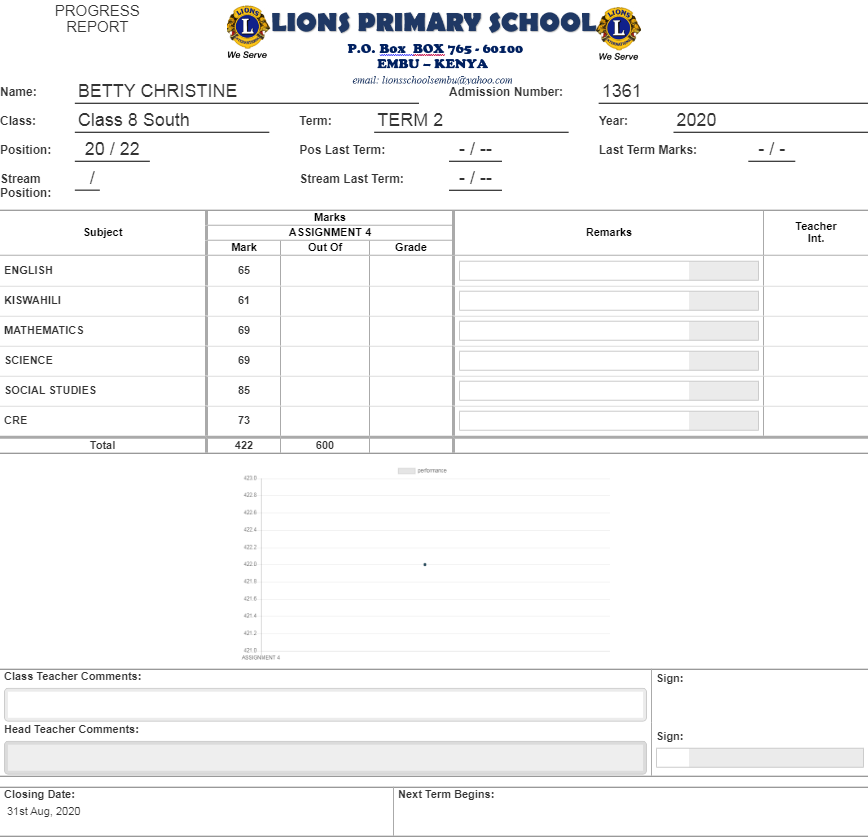 PROGRESS
REPORT
LIONS PRIMARY SCHOOL
P.O. Box BOX 765 - 60100
EMBU – KENYA
email: lionsschoolsembu@yahoo.com
L
We Serve
L
We Serve
Name: BETTY CHRISTINE Admission Number: 1361
Class: Class 8 South Term: TERM 2 Year: 2020
Position: 20 / 22 Pos Last Term: - / -- Last Term Marks: - / -
Stream Position: / Stream Last Term: - / --
Subject Marks Remarks Teacher Int.
ASSIGNMENT 4
Mark Out Of Grade
ENGLISH 65
KISWAHILI 61
MATHEMATICS 69
SCIENCE 69
SOCIAL STUDIES 85
CRE 73
Total 422 600
performance
423.0
422.8
422.6
422.4
422.2
422.0
421.8
421.6
421.4
421.2
421.0
ASSIGNMENT 4
Class Teacher Comments: Sign:
Head Teacher Comments: Sign:
Closing Date: Next Term Begins:
31st Aug, 2020